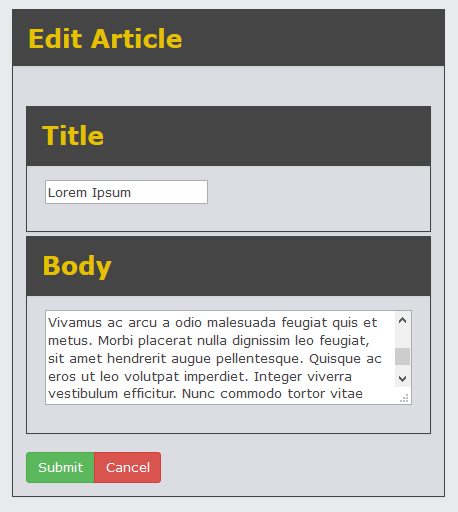 Edit Article
Title
Lorem Ipsum
Body
Vivamus ac arcu a odio malesuada feugiat quis et
metus. Morbi placerat nulla dignissim leo feugiat,
sit amet hendrerit augue pellentesque. Quisque ac
eros ut leo volutpat imperdiet. Integer viverra
vestibulum efficitur. Nunc commodo tortor vitae
Submit Cancel